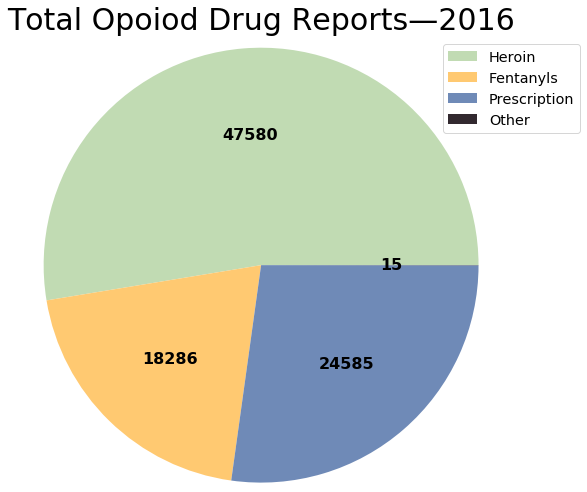 Total Opoiod Drug Reports—2016
Heroin
Fentanyls
Prescription
Other
47580
15
18286
24585